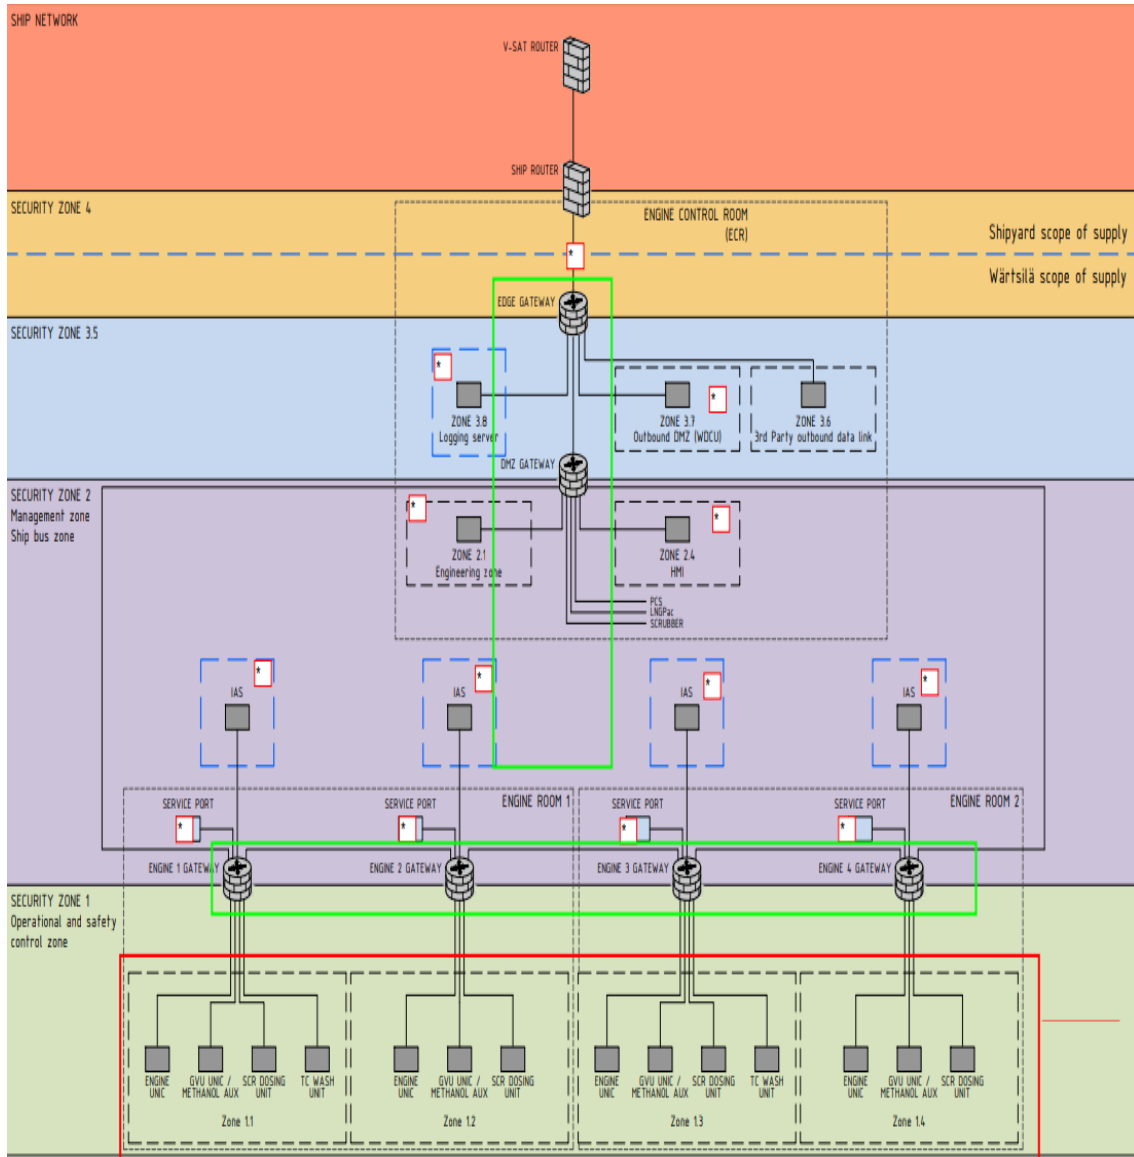 SHIP NETWORK
V-SAT ROUTER
SHIP ROUTER
SECURITY ZONE 4
ENGINE CONTROL ROOM
(ECR)
Shipyard scope of supply
*
Wärtsilä scope of supply
EDGE GATEWAY
SECURITY ZONE 3.5
*
*
ZONE 3.8
Logging server
ZONE 3.7
Outbound DMZ (WDCU)
ZONE 3.6
3rd Party outbound data link
DMZ GATEWAY
SECURITY ZONE 2
Management zone
Ship bus zone
*
*
ZONE 2.1
Engineering zone
ZONE 2.4
HMI
PCS
LNGPac
SCRUBBER
*
*
*
*
IAS
IAS
IAS
IAS
SERVICE PORT
SERVICE PORT
ENGINE ROOM 1
SERVICE PORT
SERVICE PORT
ENGINE ROOM 2
*
*
*
*
ENGINE 1 GATEWAY
ENGINE 2 GATEWAY
ENGINE 3 GATEWAY
ENGINE 4 GATEWAY
SECURITY ZONE 1
Operational and safety
control zone
ENGINE
UNIC
GVU UNIC /
METHANOL AUX
SCR DOSING
UNIT
TC WASH
UNIT
Zone 1.1
ENGINE
UNIC
GVU UNIC /
METHANOL AUX
SCR DOSING
UNIT
Zone 1.2
ENGINE
UNIC
GVU UNIC /
METHANOL AUX
SCR DOSING
UNIT
TC WASH
UNIT
Zone 1.3
ENGINE
UNIC
GVU UNIC /
METHANOL AUX
SCR DOSING
UNIT
Zone 1.4